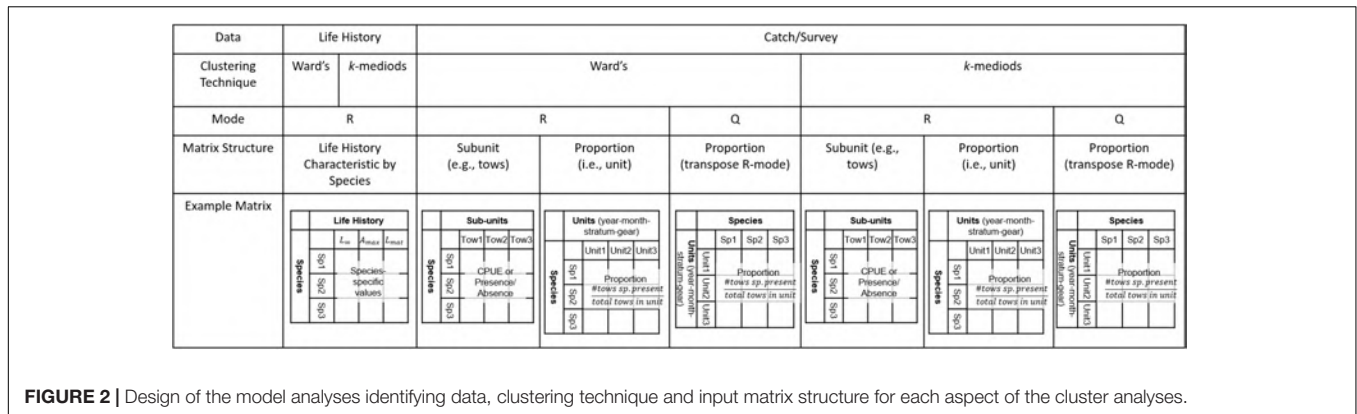 Data Life History Catch/Survey
Clustering Technique Ward's k-mediods Ward's k-mediods
Mode R R Q R Q
Matrix Structure
Life History Characteristic by Species
Subunit (e.g., tows)
Proportion (i.e., unit)
Proportion (transpose R-mode)
Subunit (e.g., tows)
Proportion (i.e., unit)
Proportion (transpose R-mode)
Example Matrix
Life History
L∞ Amax Lmat
Species
Sp1
Sp2
Sp3
Species-specific values
Sub-units
Tow1 Tow2 Tow3
Species
Sp1
Sp2
Sp3
CPUE or Presence/Absence
Units (year-month-stratum-gear)
Unit1 Unit2 Unit3
Species
Sp1
Sp2
Sp3
Proportion
#tows sp.present
total tows in unit
Species
Sp1 Sp2 Sp3
Units (year-month-stratum-gear)
Unit1
Unit2
Unit3
Proportion
#tows sp.present
total tows in unit
Sub-units
Tow1 Tow2 Tow3
Species
Sp1
Sp2
Sp3
CPUE or Presence/Absence
Units (year-month-stratum-gear)
Unit1 Unit2 Unit3
Species
Sp1
Sp2
Sp3
Proportion
#tows sp.present
total tows in unit
Species
Sp1 Sp2 Sp3
Units (year-month-stratum-gear)
Unit1
Unit2
Unit3
Proportion
#tows sp.present
total tows in unit
FIGURE 2 | Design of the model analyses identifying data, clustering technique and input matrix structure for each aspect of the cluster analyses.